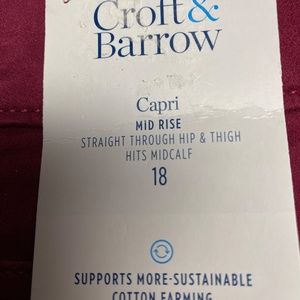 Croft&
Barrow
Capri
MID RISE
STRAIGHT THROUGH HIP & THIGH
HITS MIDCALF
18
SUPPORTS MORE-SUSTAINABLE
COTTON FARMING